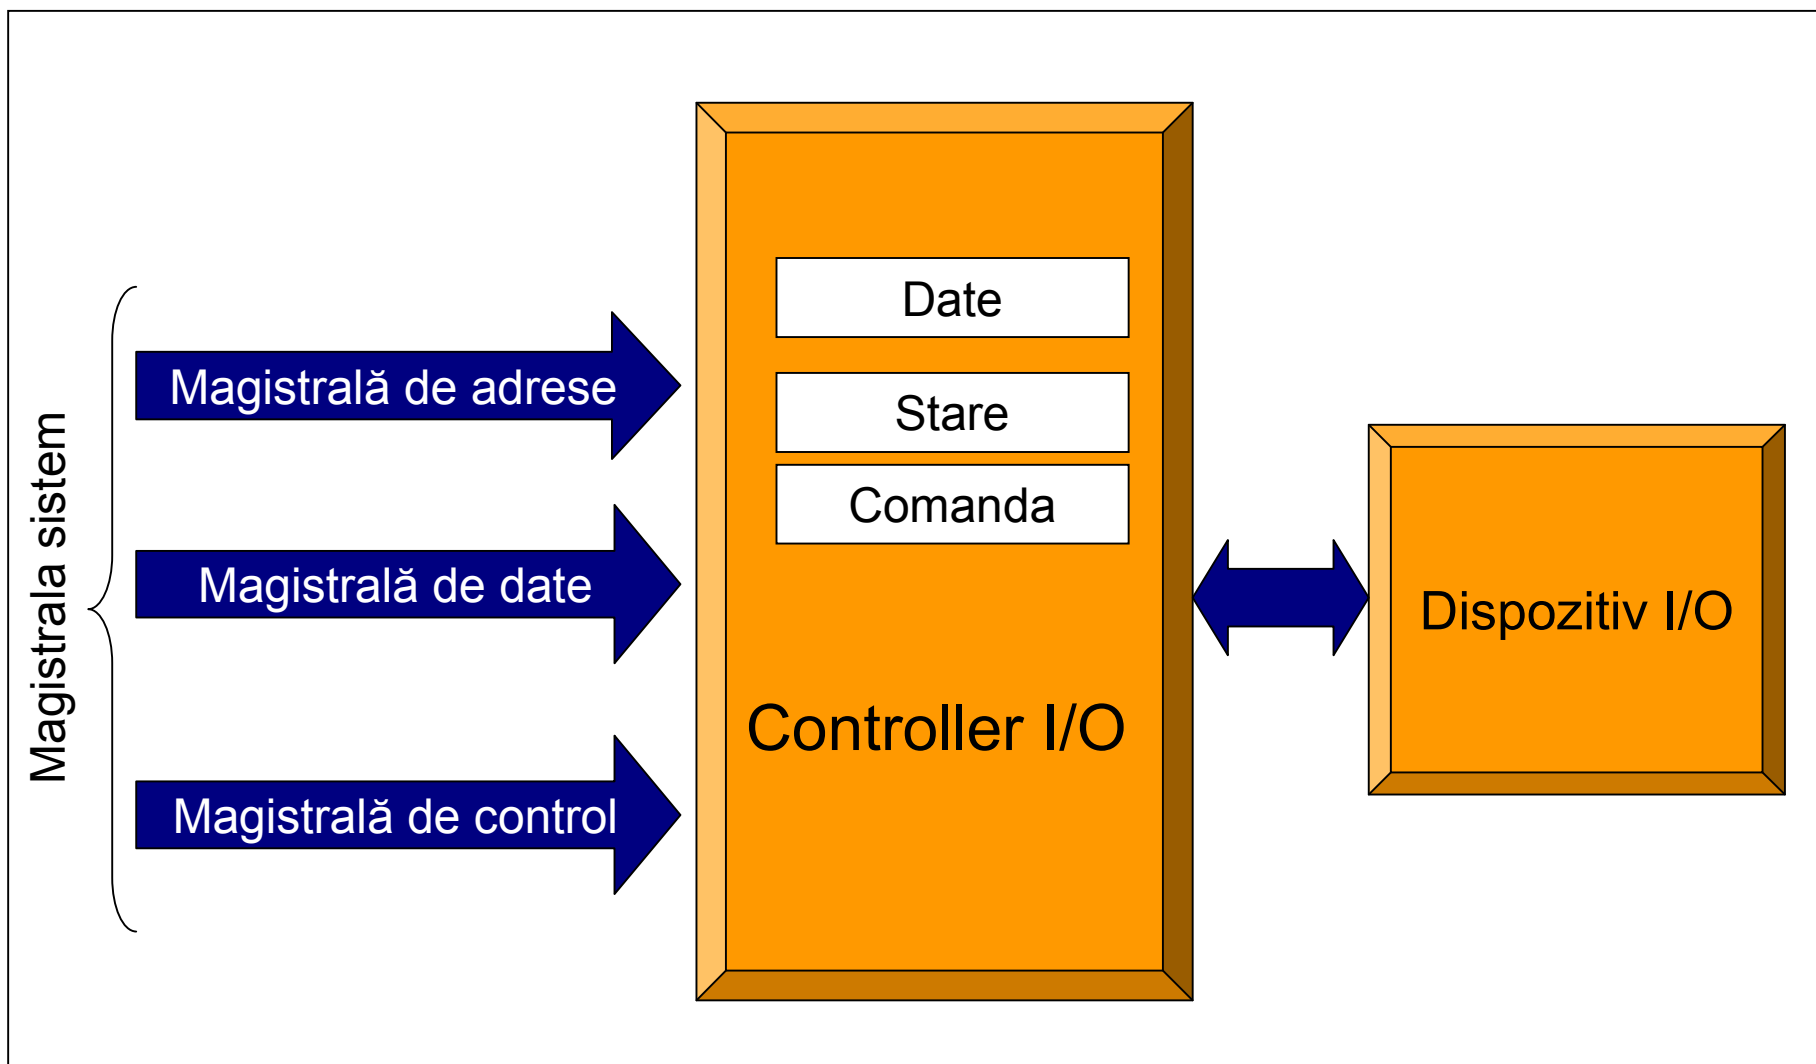 Magistrala sistem
Magistrală de adrese
Magistrală de date
Magistrală de control
Date
Stare
Comanda
Controller I/O
Dispozitiv I/O